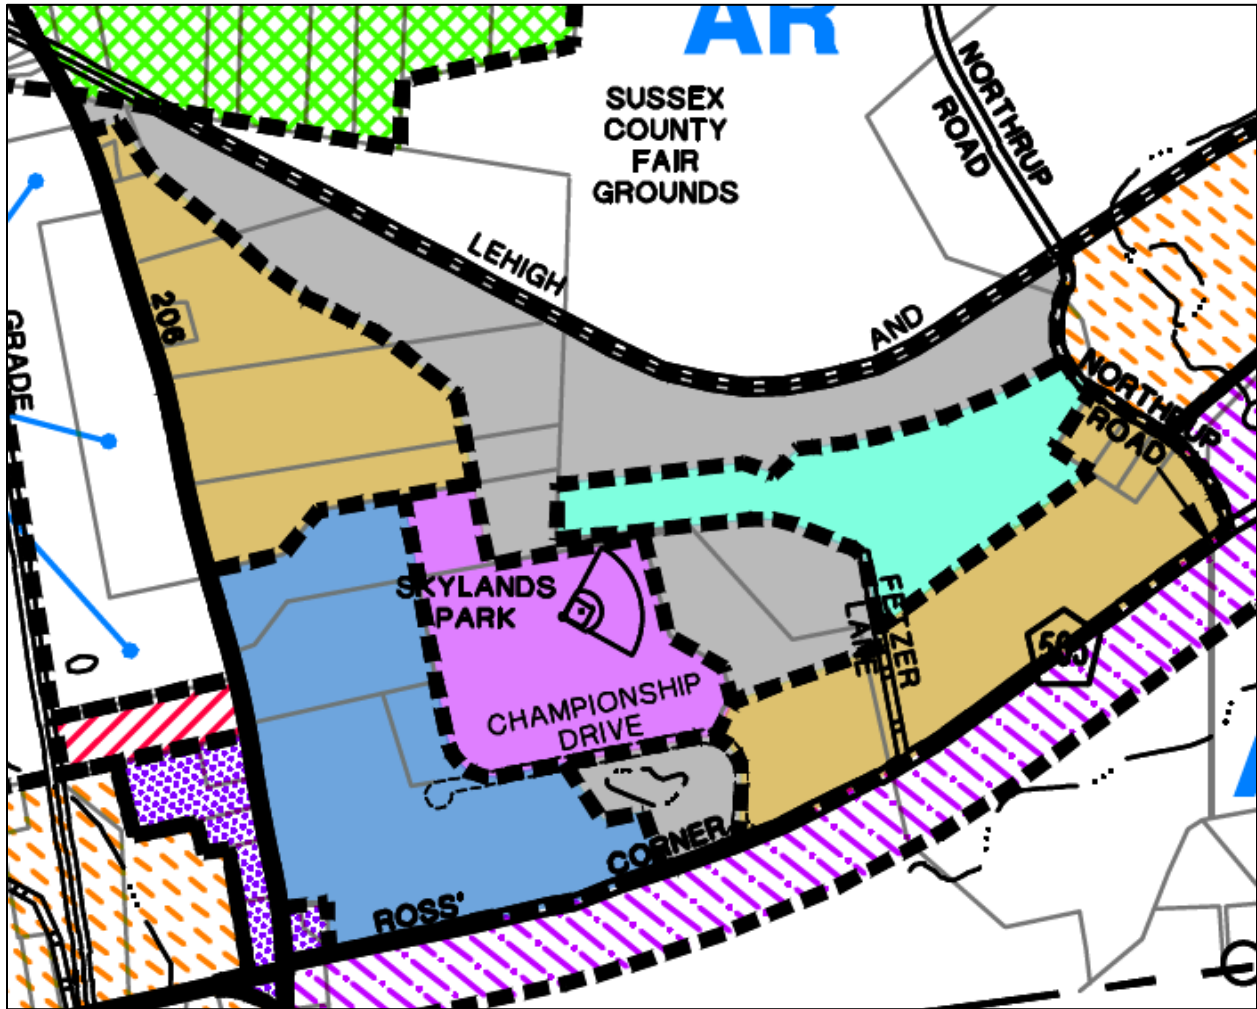 AR
SUSSEX
COUNTY
FAIR
GROUNDS
NORTHRUP
ROAD
LEHIGH
AND
206
GRADE
NORTHRUP
ROAD
SKYLANDS
PARK
FETZER
LANE
CHAMPIONSHIP
DRIVE
CORNER
ROSS'